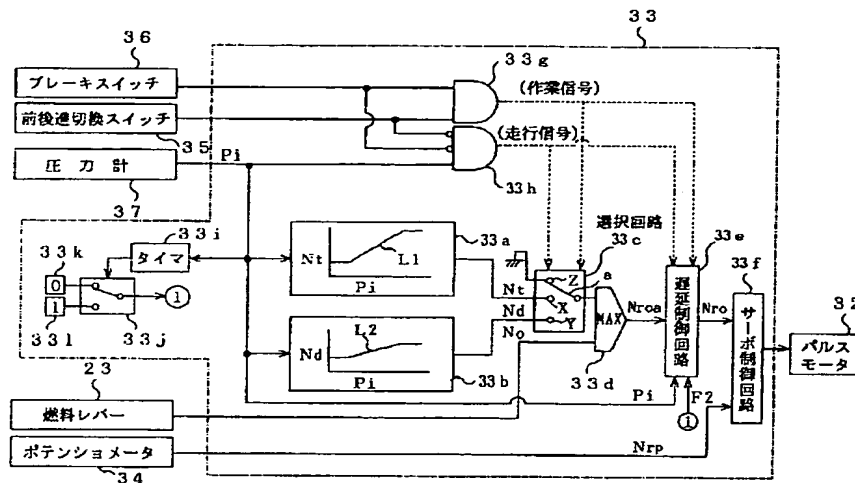 36
33
33g
ブレーキスイッチ
(作業信号)
前後進切換スイッチ
35
(走行信号)
圧力計
Pi
33h
37
33i
選択回路
33k
タイマ
33a
33c
33e
0
Nt
L1
Z
a
33f
1
Pi
Nt
X
遅延制御回路
32
33l
33j
Nd
Y
MAX
Nroa
Nro
サーボ制御回路
パルスモータ
L2
No
Nd
Pi
33b
33d
23
Pi
F2
燃料レバー
1
ポテンショメータ
Nrp
34